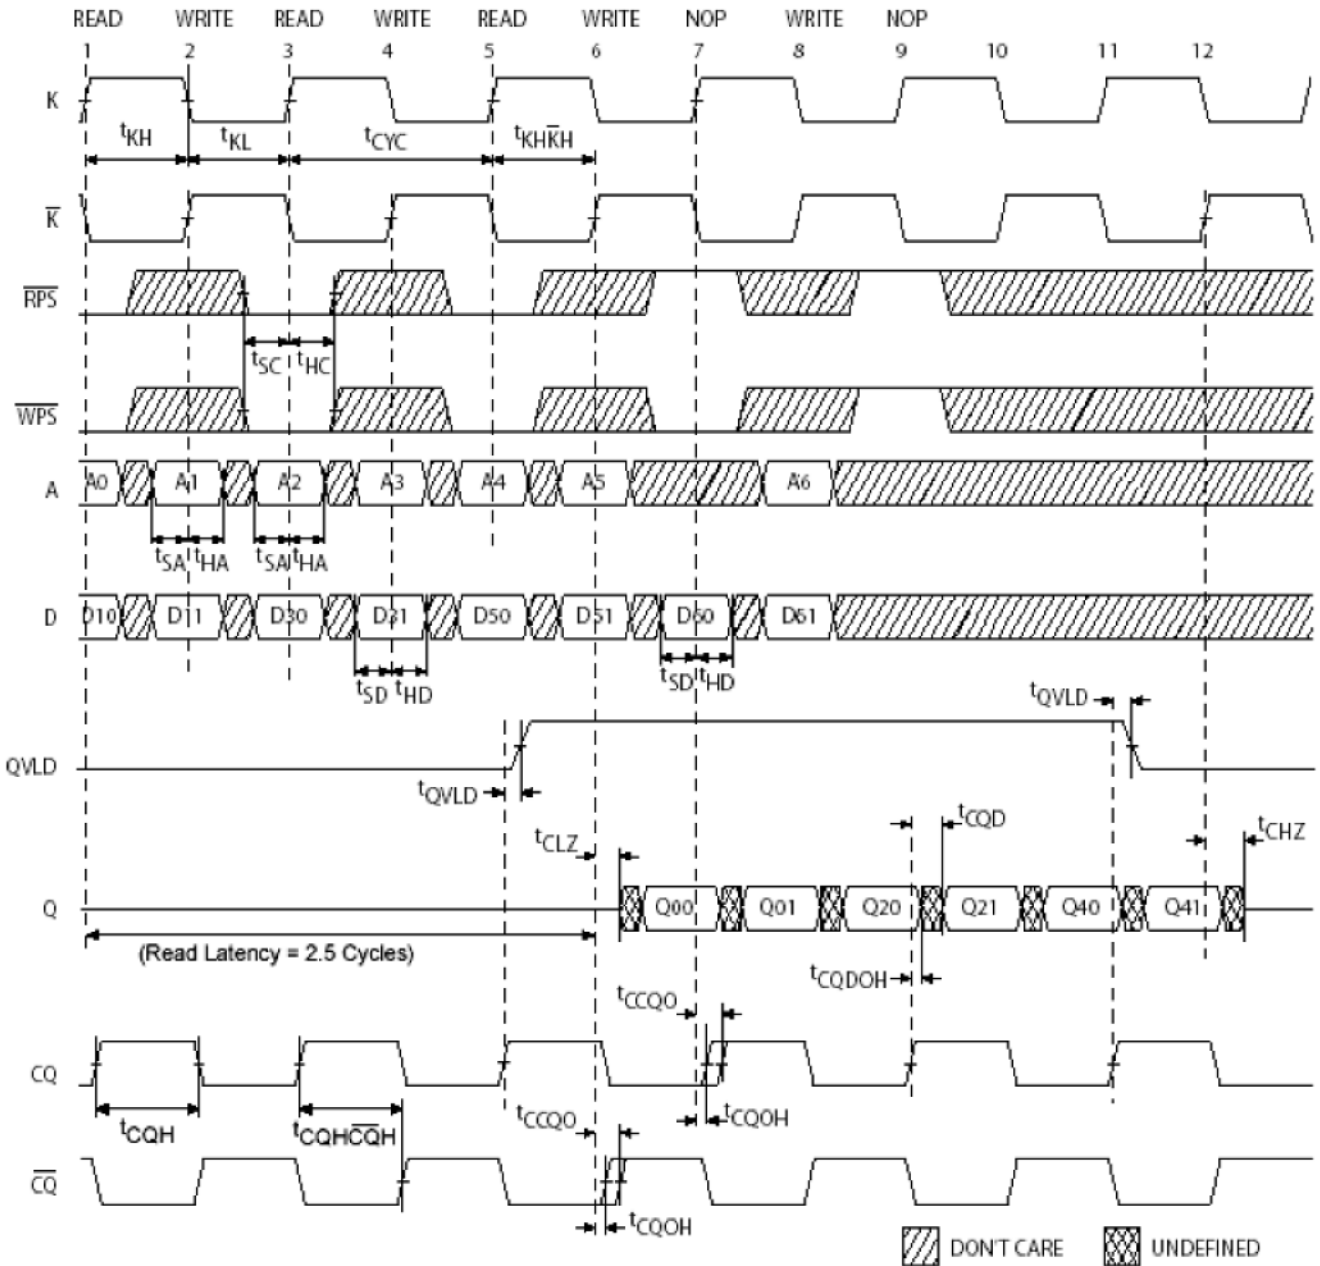 READ WRITE READ WRITE READ WRITE NOP WRITE NOP
1 2 3 4 5 6 7 8 9 10 11 12
K
tKH tKL tCYC tKHK̅H
K̅
R̅P̅S̅
tSC tHC
W̅P̅S̅
A A0 A1 A2 A3 A4 A5 A6
tSA tHA tSA tHA
D D10 D11 D30 D31 D50 D51 D60 D61
tSD tHD tSD tHD
tQVLD
QVLD
tQVLD
tCLZ tCQD tCHZ
Q Q00 Q01 Q20 Q21 Q40 Q41
(Read Latency = 2.5 Cycles)
tCQDOH
tCCQO
CQ
tCQH tCQHC̅Q̅H tCCQO tCQOH
C̅Q̅
tCQOH
DON'T CARE UNDEFINED